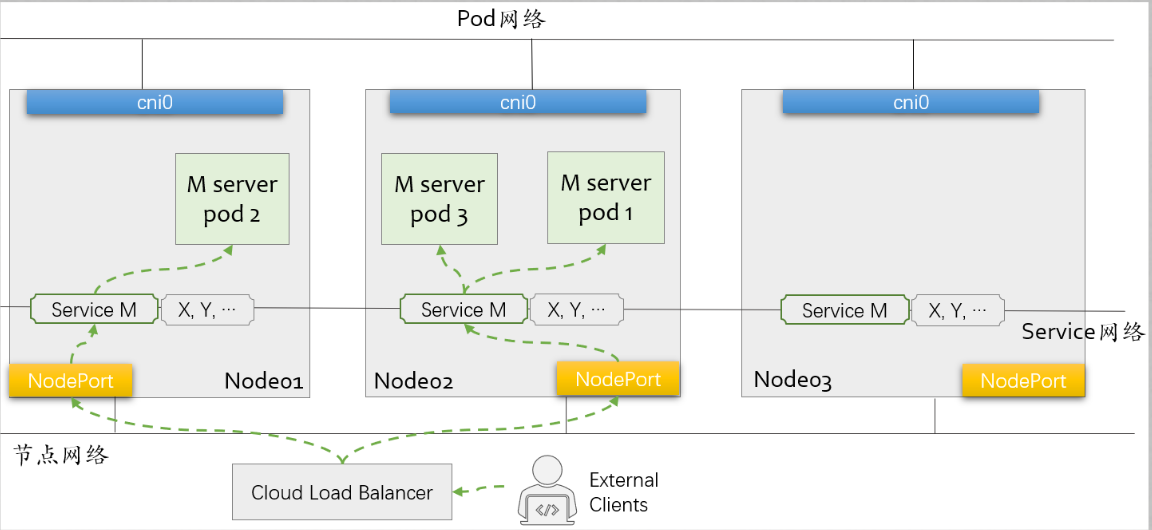 Pod网络
cni0
cni0
cni0
M server
pod 2
M server
pod 3
M server
pod 1
Service M
X, Y, ···
Service M
X, Y, ···
Service M
X, Y, ···
Service网络
NodePort
Node01
Node02
NodePort
Node03
NodePort
节点网络
Cloud Load Balancer
</>
External
Clients